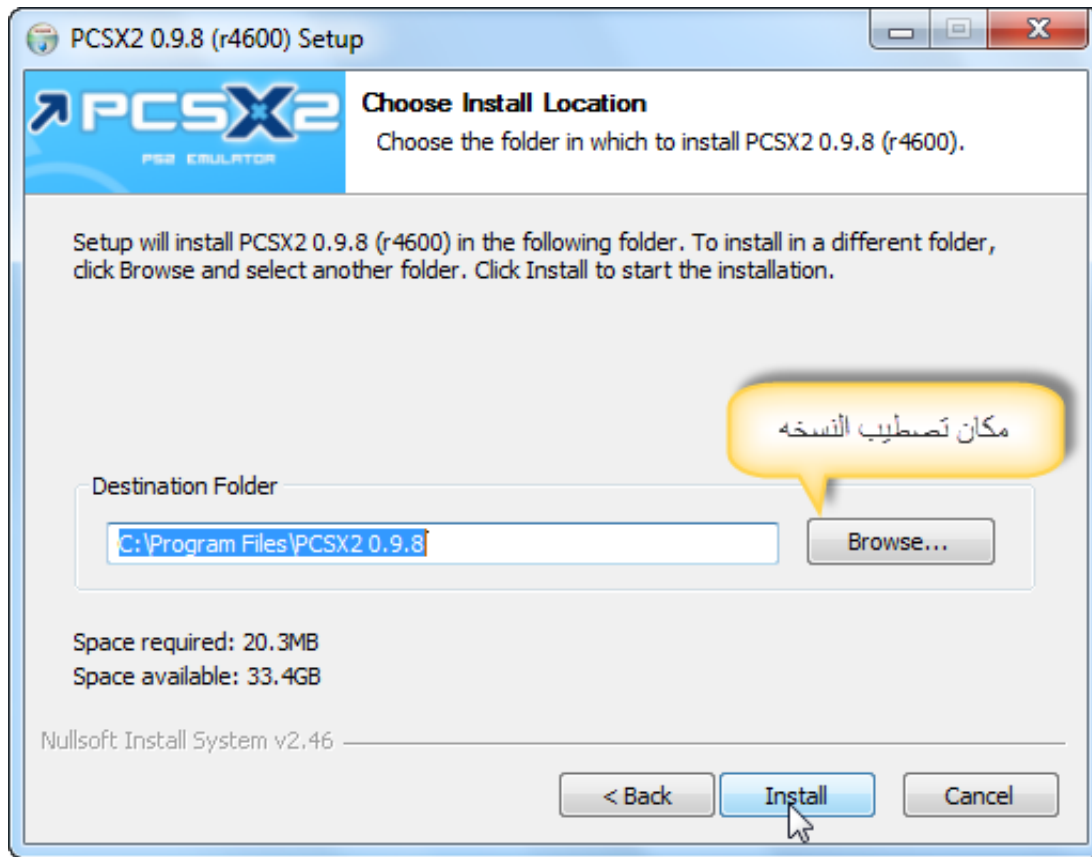 PCSX2 0.9.8 (r4600) Setup
PCSX2
PS2 EMULATOR
Choose Install Location
Choose the folder in which to install PCSX2 0.9.8 (r4600).
Setup will install PCSX2 0.9.8 (r4600) in the following folder. To install in a different folder,
click Browse and select another folder. Click Install to start the installation.
مكان تصطيب النسخه
Destination Folder
C:\Program Files\PCSX2 0.9.8
Browse...
Space required: 20.3MB
Space available: 33.4GB
Nullsoft Install System v2.46
< Back
Install
Cancel